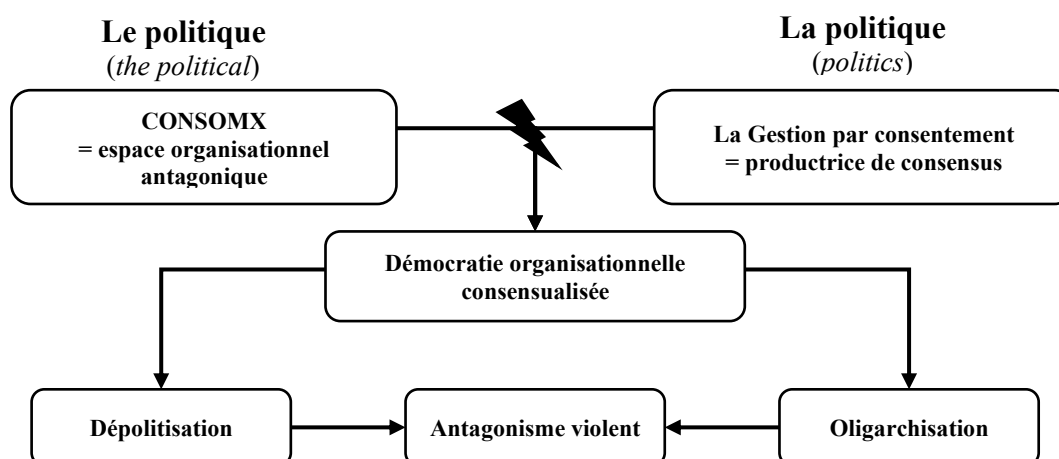 Le politique
(the political)
La politique
(politics)
CONSOMX
= espace organisationnel
antagonique
La Gestion par consentement
= productrice de consensus
Démocratie organisationnelle
consensualisée
Dépolitisation
Antagonisme violent
Oligarchisation